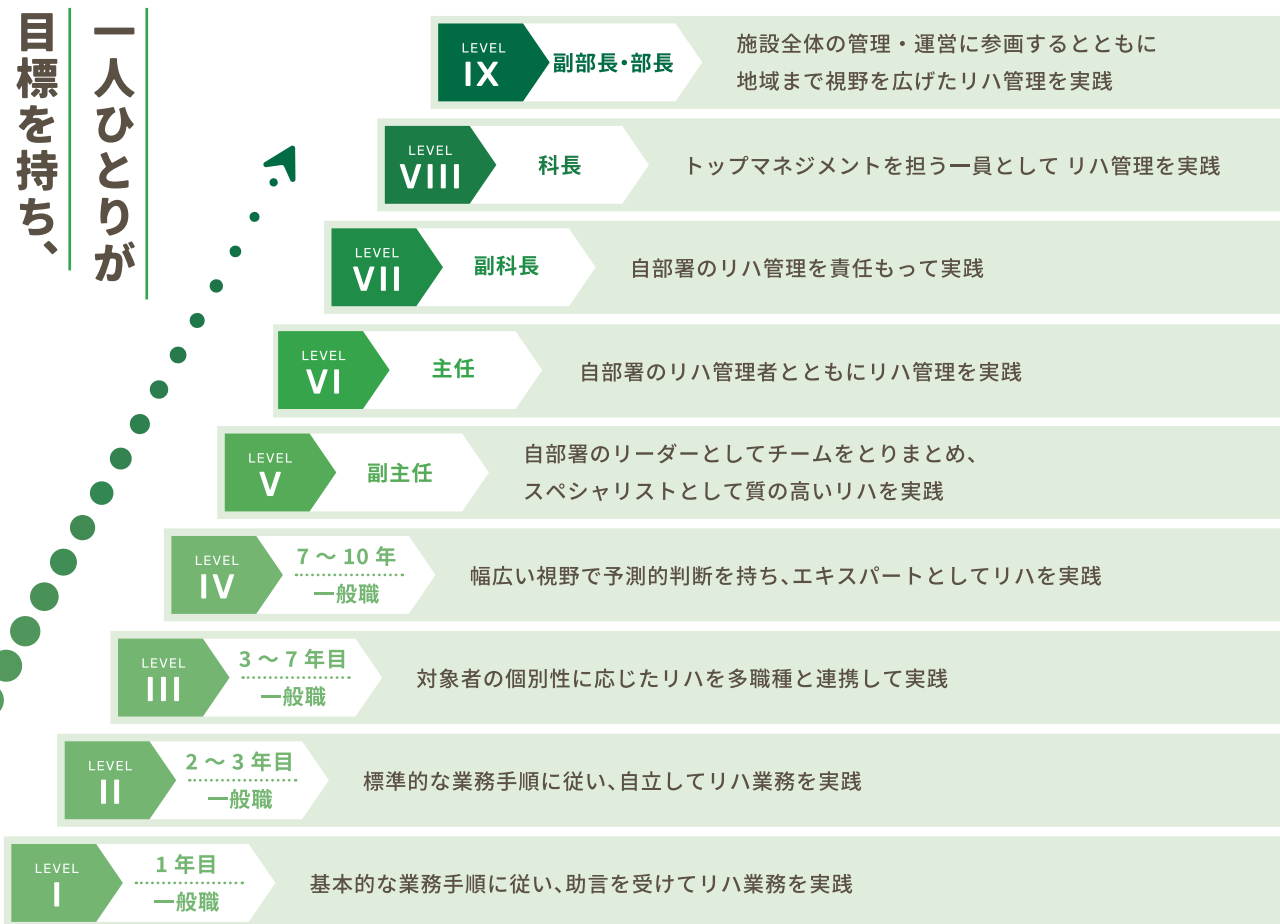 一人ひとりが
目標を持ち、
LEVEL
IX
副部長・部長
施設全体の管理・運営に参画するとともに
地域まで視野を広げたリハ管理を実践
LEVEL
VIII
科長
トップマネジメントを担う一員として リハ管理を実践
LEVEL
VII
副科長
自部署のリハ管理を責任もって実践
LEVEL
VI
主任
自部署のリハ管理者とともにリハ管理を実践
LEVEL
V
副主任
自部署のリーダーとしてチームをとりまとめ、
スペシャリストとして質の高いリハを実践
LEVEL
IV
7 〜 10 年
一般職
幅広い視野で予測的判断を持ち、エキスパートとしてリハを実践
LEVEL
III
3 〜 7 年目
一般職
対象者の個別性に応じたリハを多職種と連携して実践
LEVEL
II
2 〜 3 年目
一般職
標準的な業務手順に従い、自立してリハ業務を実践
LEVEL
I
1 年目
一般職
基本的な業務手順に従い、助言を受けてリハ業務を実践